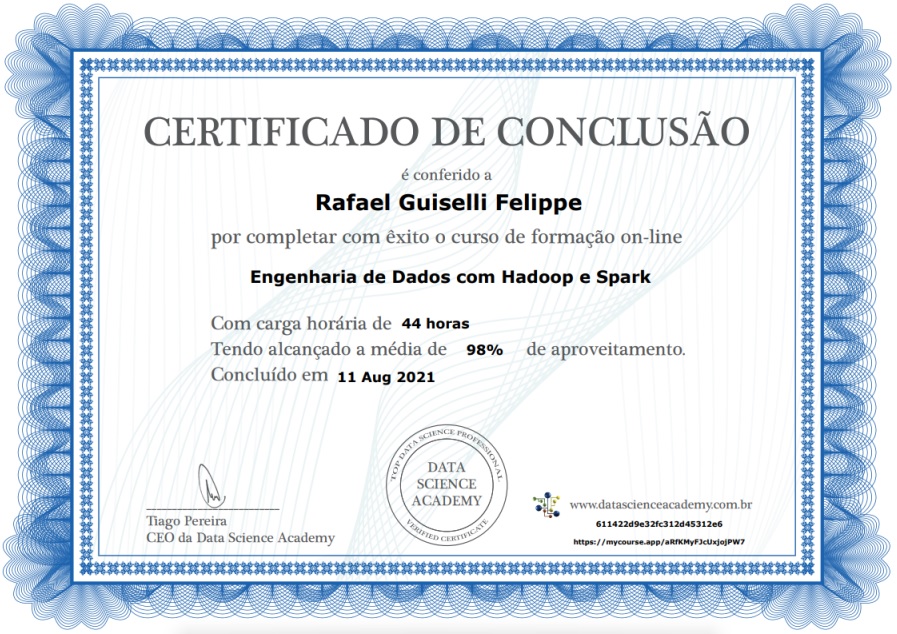 CERTIFICADO DE CONCLUSÃO
é conferido a
Rafael Guiselli Felippe
por completar com êxito o curso de formação on-line
Engenharia de Dados com Hadoop e Spark
Com carga horária de 44 horas
Tendo alcançado a média de 98% de aproveitamento.
Concluído em 11 Aug 2021
TOP DATA SCIENCE PROFESSIONAL
DATA
SCIENCE
ACADEMY
VERIFIED CERTIFICATE
Tiago Pereira
CEO da Data Science Academy
www.datascienceacademy.com.br
611422d9e32fc312d45312e6
https://mycourse.app/aRfKMyFJcUxjojPW7